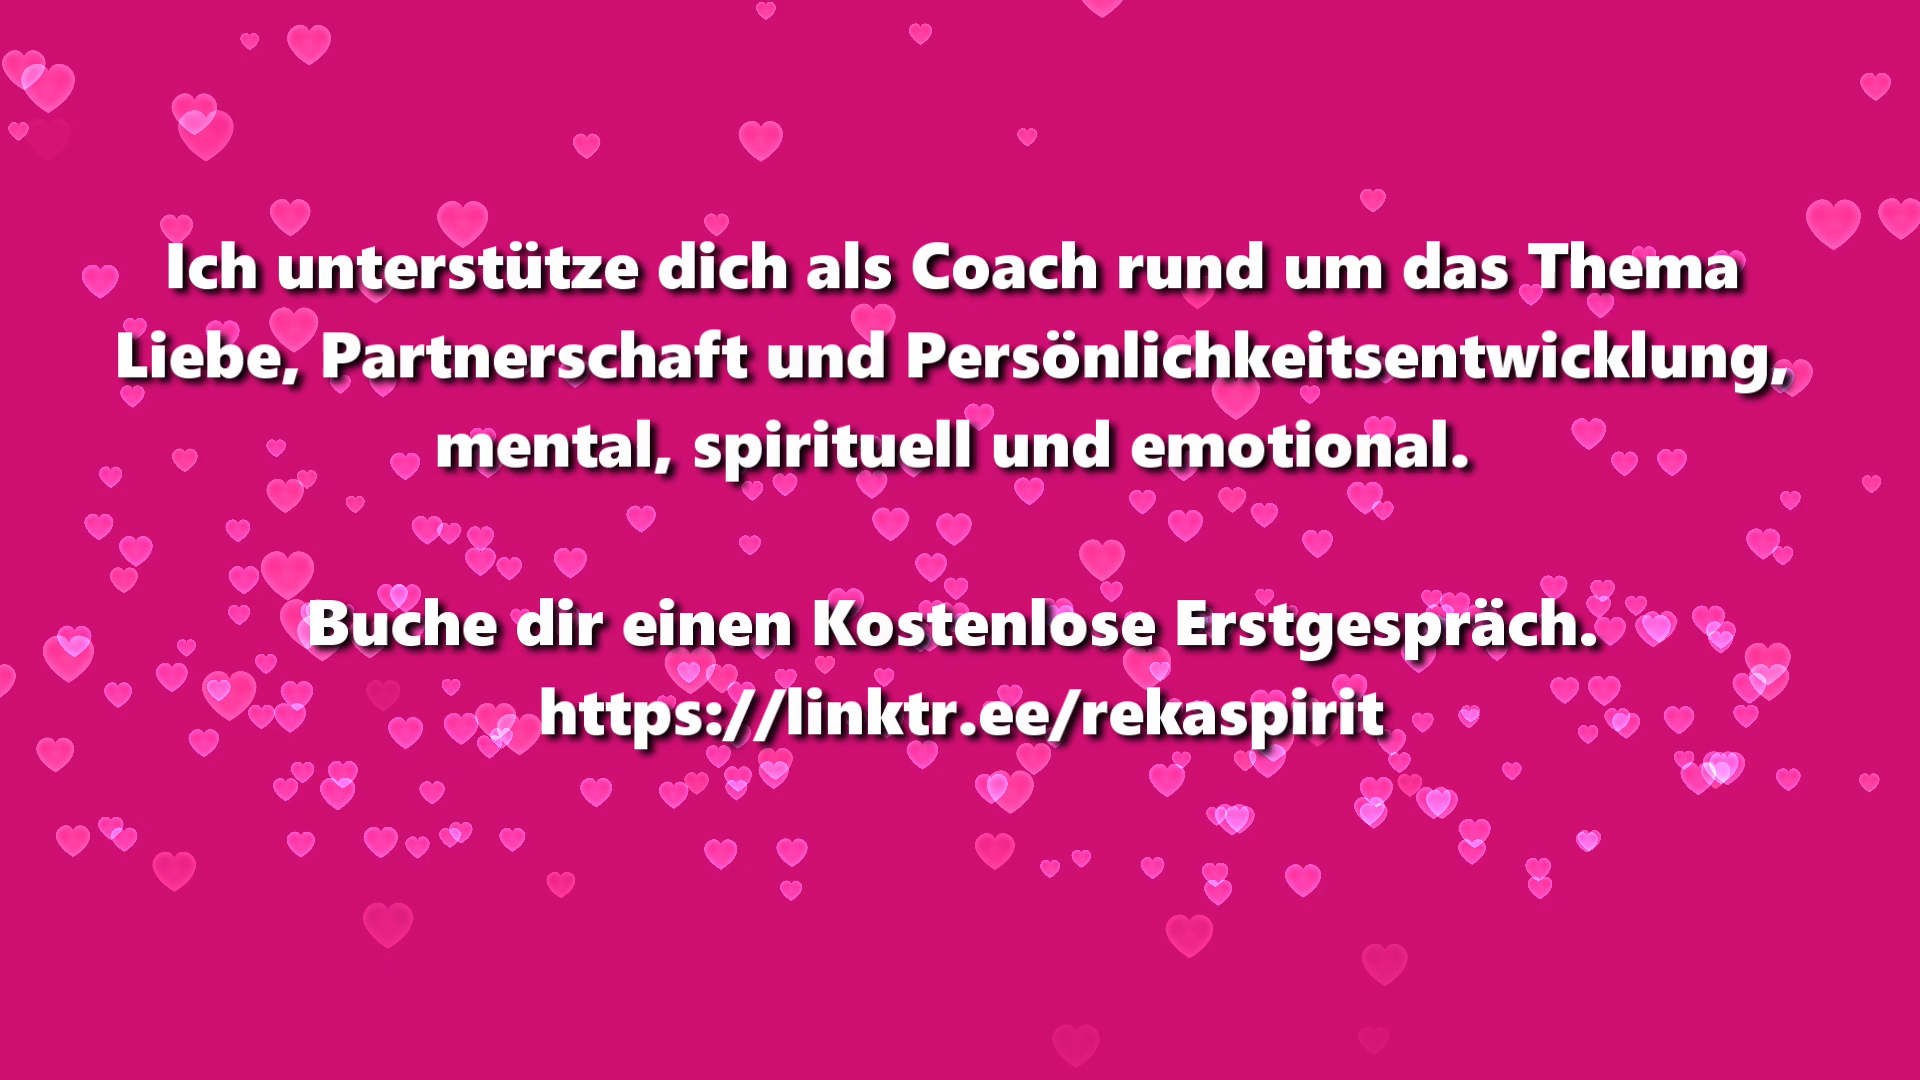 Ich unterstütze dich als Coach rund um das Thema
Liebe, Partnerschaft und Persönlichkeitsentwicklung,
mental, spirituell und emotional.
Buche dir einen Kostenlose Erstgespräch.
https://linktr.ee/rekaspirit